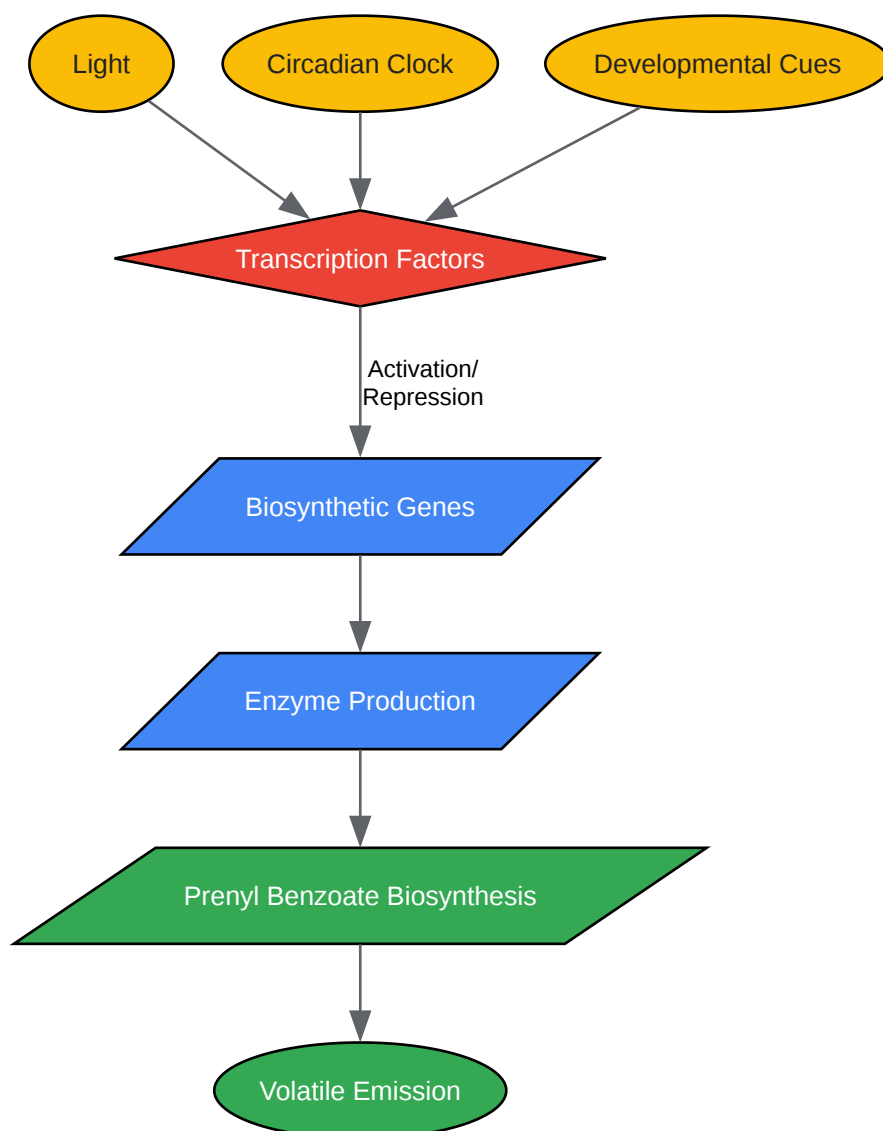 Light
Circadian Clock
Developmental Cues
Transcription Factors
Activation/
Repression
Biosynthetic Genes
Enzyme Production
Prenyl Benzoate Biosynthesis
Volatile Emission